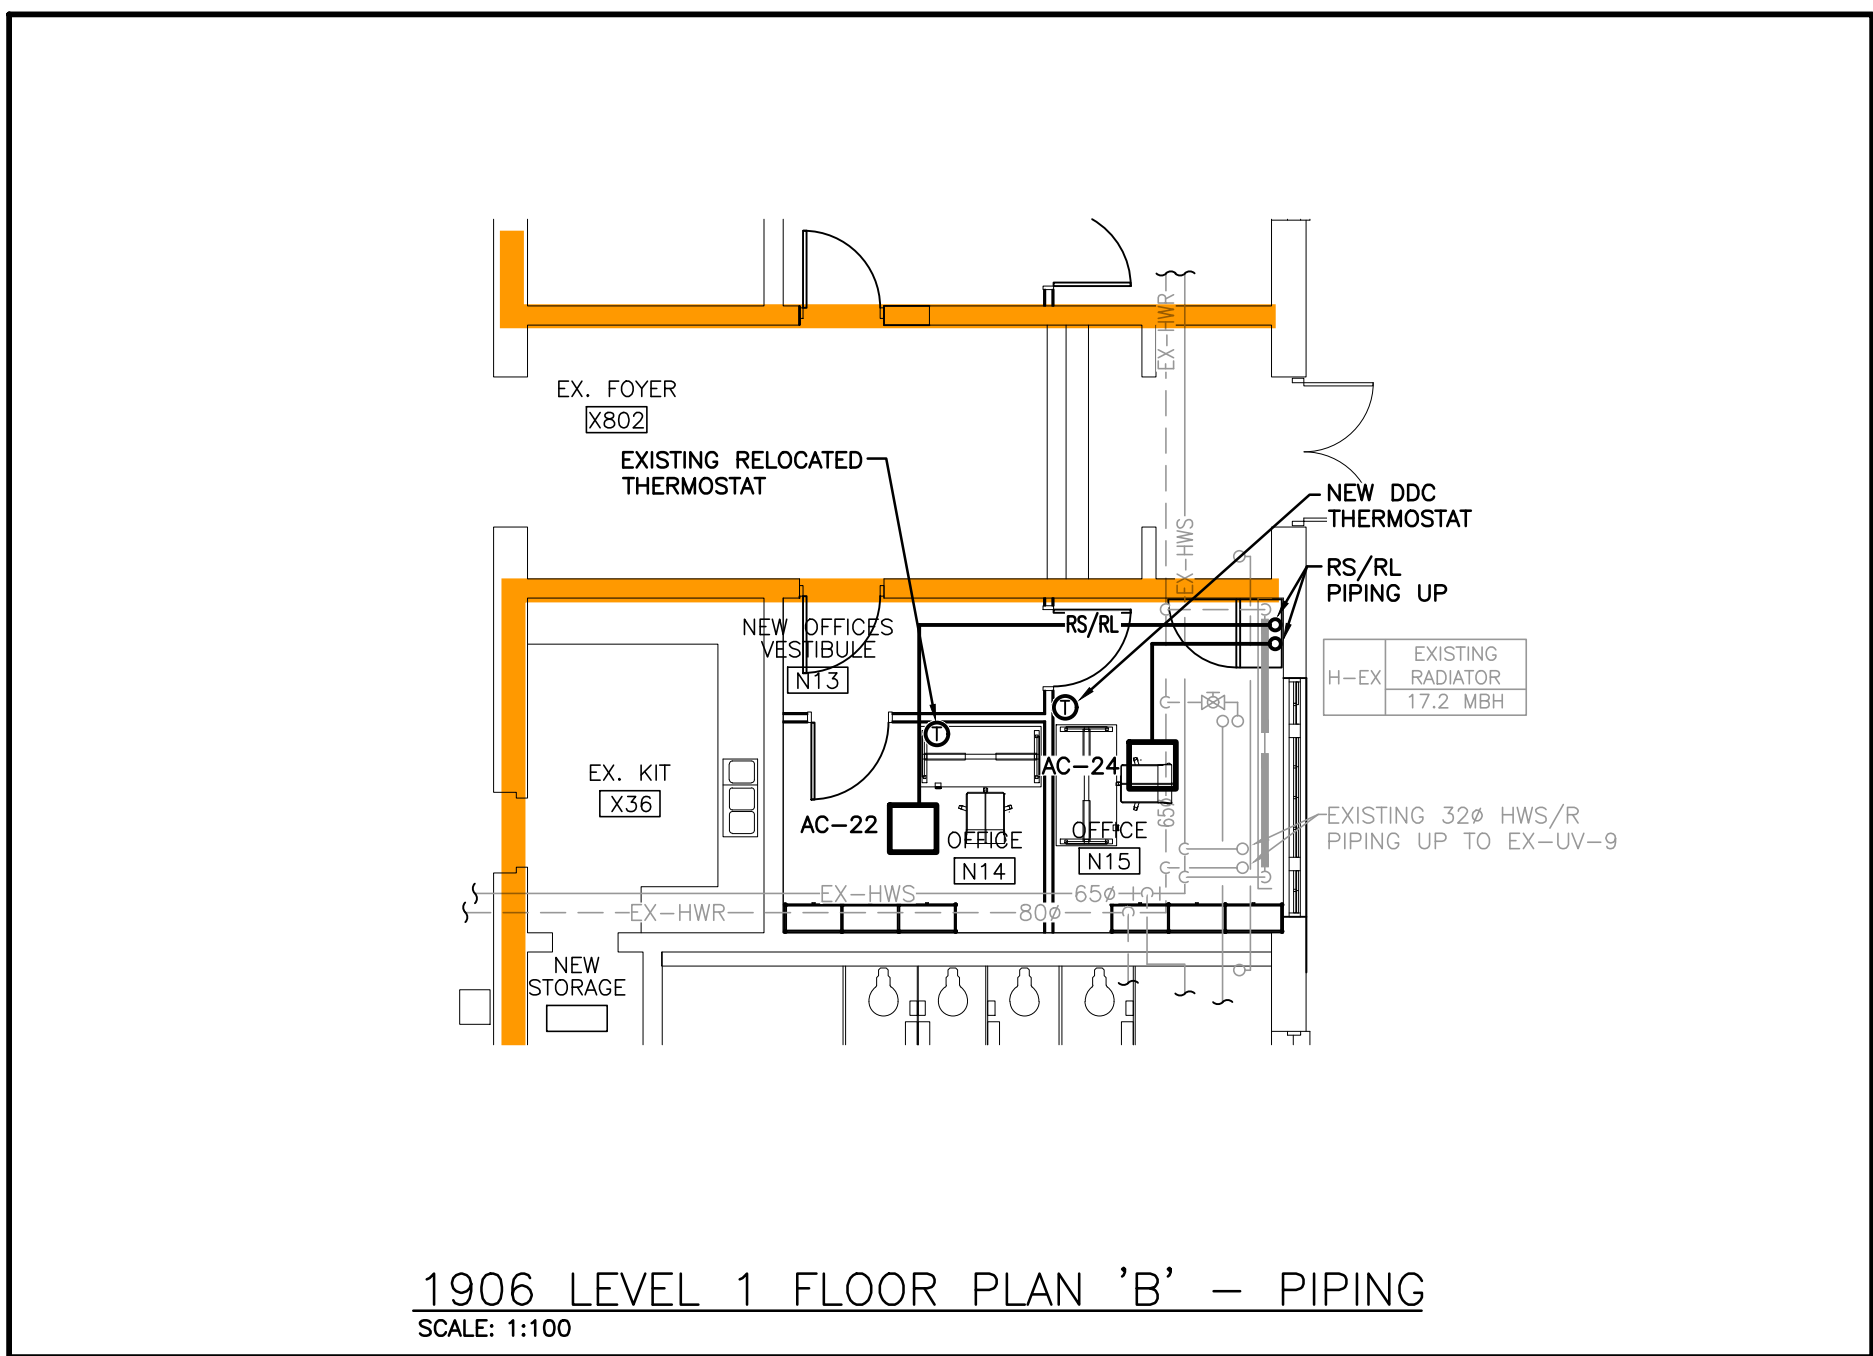 EX-HWR
EX. FOYER
X802
EXISTING RELOCATED
THERMOSTAT
NEW DDC
THERMOSTAT
EX-HWS
RS/RL
PIPING UP
RS/RL
NEW OFFICES
VESTIBULE
N13
H-EX
EXISTING
RADIATOR
17.2 MBH
T
T
EX. KIT
X36
AC-24
65ø
AC-22
OFFICE
N14
OFFICE
N15
EXISTING 32ø HWS/R
PIPING UP TO EX-UV-9
EX-HWS
65ø
EX-HWR
80ø
NEW
STORAGE
1906 LEVEL 1 FLOOR PLAN 'B' - PIPING
SCALE: 1:100